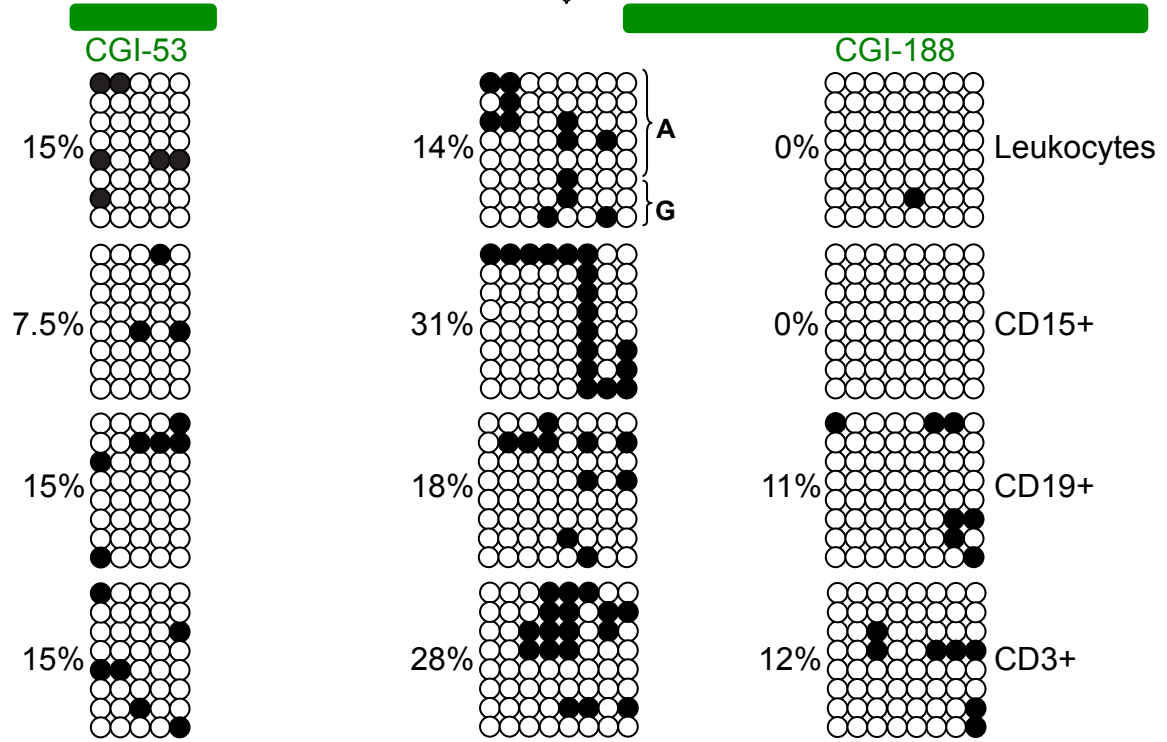 CGI-53 CGI-188
15% 14% A G 0% Leukocytes
7.5% 31% 0% CD15+
15% 18% 11% CD19+
15% 28% 12% CD3+